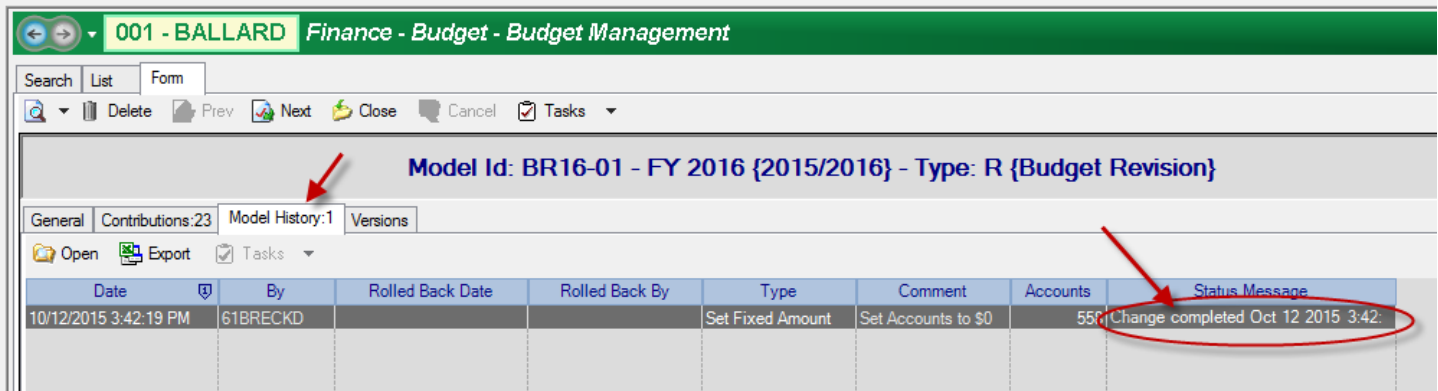 001 - BALLARD Finance - Budget - Budget Management
Search List Form
Delete Prev Next Close Cancel Tasks
Model Id: BR16-01 - FY 2016 {2015/2016} - Type: R {Budget Revision}
General Contributions:23 Model History:1 Versions
Open Export Tasks
Date 1 By Rolled Back Date Rolled Back By Type Comment Accounts Status Message
10/12/2015 3:42:19 PM 61BRECKD Set Fixed Amount Set Accounts to $0 558 Change completed Oct 12 2015 3:42: